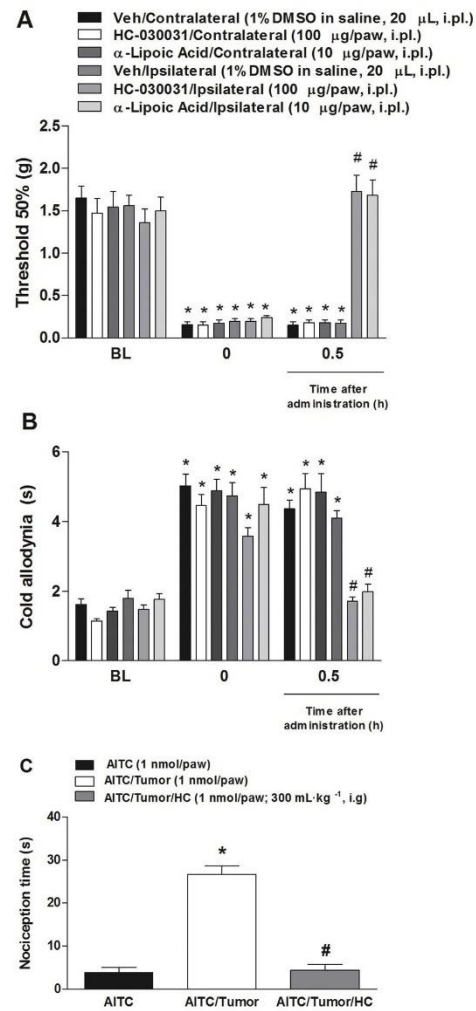 Veh/Contralateral (1% DMSO in saline, 20 μL, i.pl.)
HC-030031/Contralateral (100 μg/paw, i.pl.)
α-Lipoic Acid/Contralateral (10 μg/paw, i.pl.)
Veh/Ipsilateral (1% DMSO in saline, 20 μL, i.pl.)
HC-030031/Ipsilateral (100 μg/paw, i.pl.)
α-Lipoic Acid/Ipsilateral (10 μg/paw, i.pl.)
A
Threshold 50% (g)
2.5
2.0
1.5
1.0
0.5
0.0
* * * * * *
* * * *
# #
BL 0 0.5
Time after
administration (h)
B
Cold allodynia (s)
6
4
2
0
* * * * * *
* * * *
# #
BL 0 0.5
Time after
administration (h)
C
AITC (1 nmol/paw)
AITC/Tumor (1 nmol/paw)
AITC/Tumor/HC (1 nmol/paw; 300 mL·kg ⁻¹, i.g)
Nociception time (s)
40
30
20
10
0
*
#
AITC AITC/Tumor AITC/Tumor/HC